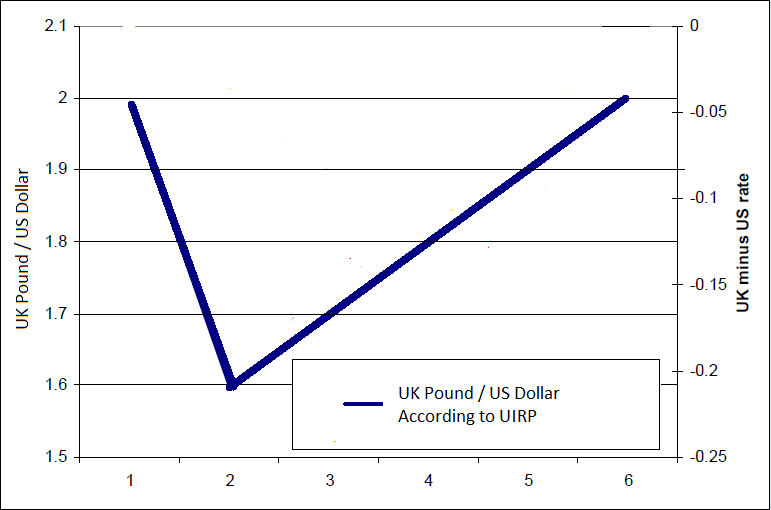 2.1
2
1.9
1.8
1.7
1.6
1.5
UK Pound / US Dollar
0
-0.05
-0.1
-0.15
-0.2
-0.25
UK minus US rate
UK Pound / US Dollar
According to UIRP
1 2 3 4 5 6